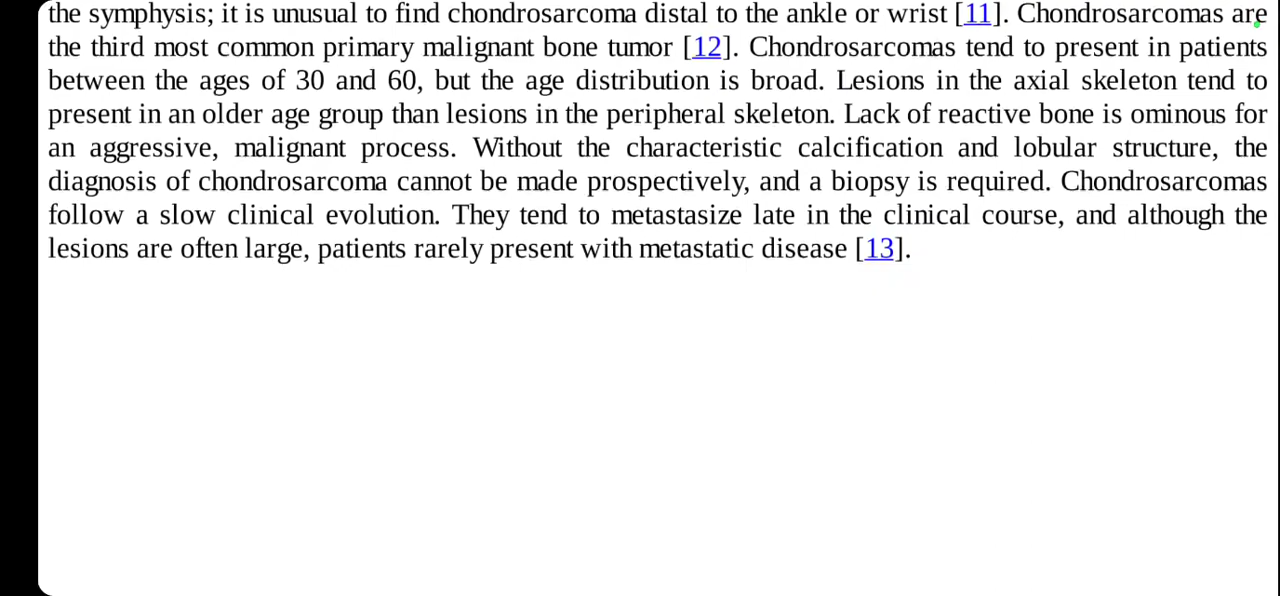 the symphysis; it is unusual to find chondrosarcoma distal to the ankle or wrist [11]. Chondrosarcomas are
the third most common primary malignant bone tumor [12]. Chondrosarcomas tend to present in patients
between the ages of 30 and 60, but the age distribution is broad. Lesions in the axial skeleton tend to
present in an older age group than lesions in the peripheral skeleton. Lack of reactive bone is ominous for
an aggressive, malignant process. Without the characteristic calcification and lobular structure, the
diagnosis of chondrosarcoma cannot be made prospectively, and a biopsy is required. Chondrosarcomas
follow a slow clinical evolution. They tend to metastasize late in the clinical course, and although the
lesions are often large, patients rarely present with metastatic disease [13].